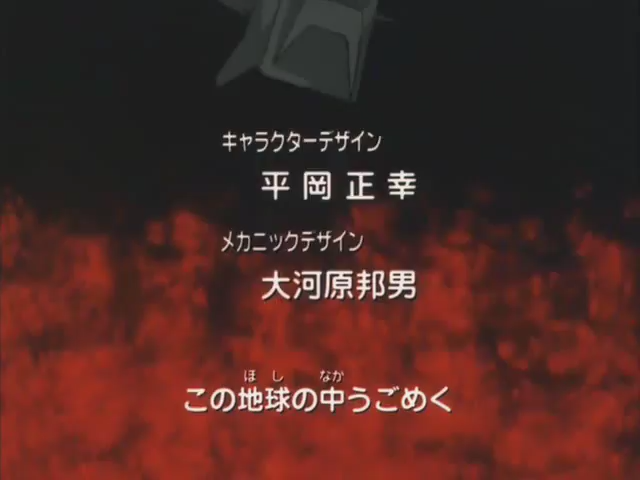 キャラクターデザイン
平岡正幸
メカニックデザイン
大河原邦男
ほし なか
この地球の中うごめく